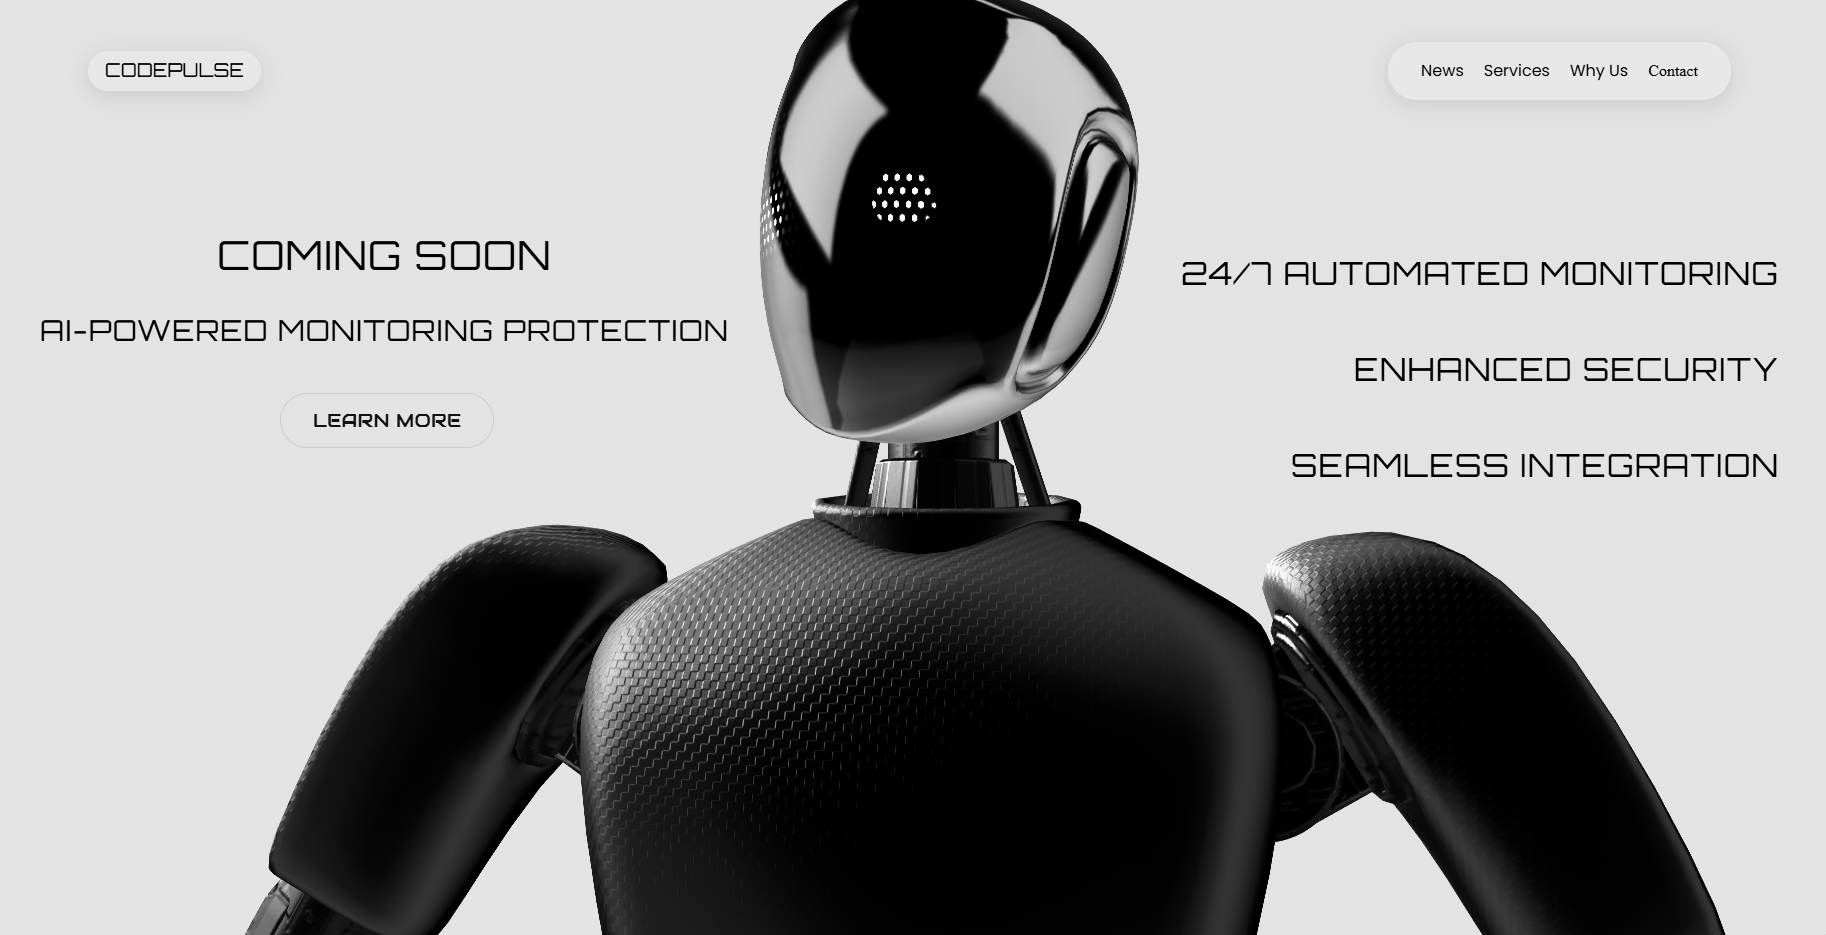 CODEPULSE
News Services Why Us Contact
COMING SOON
AI-POWERED MONITORING PROTECTION
LEARN MORE
24/7 AUTOMATED MONITORING
ENHANCED SECURITY
SEAMLESS INTEGRATION